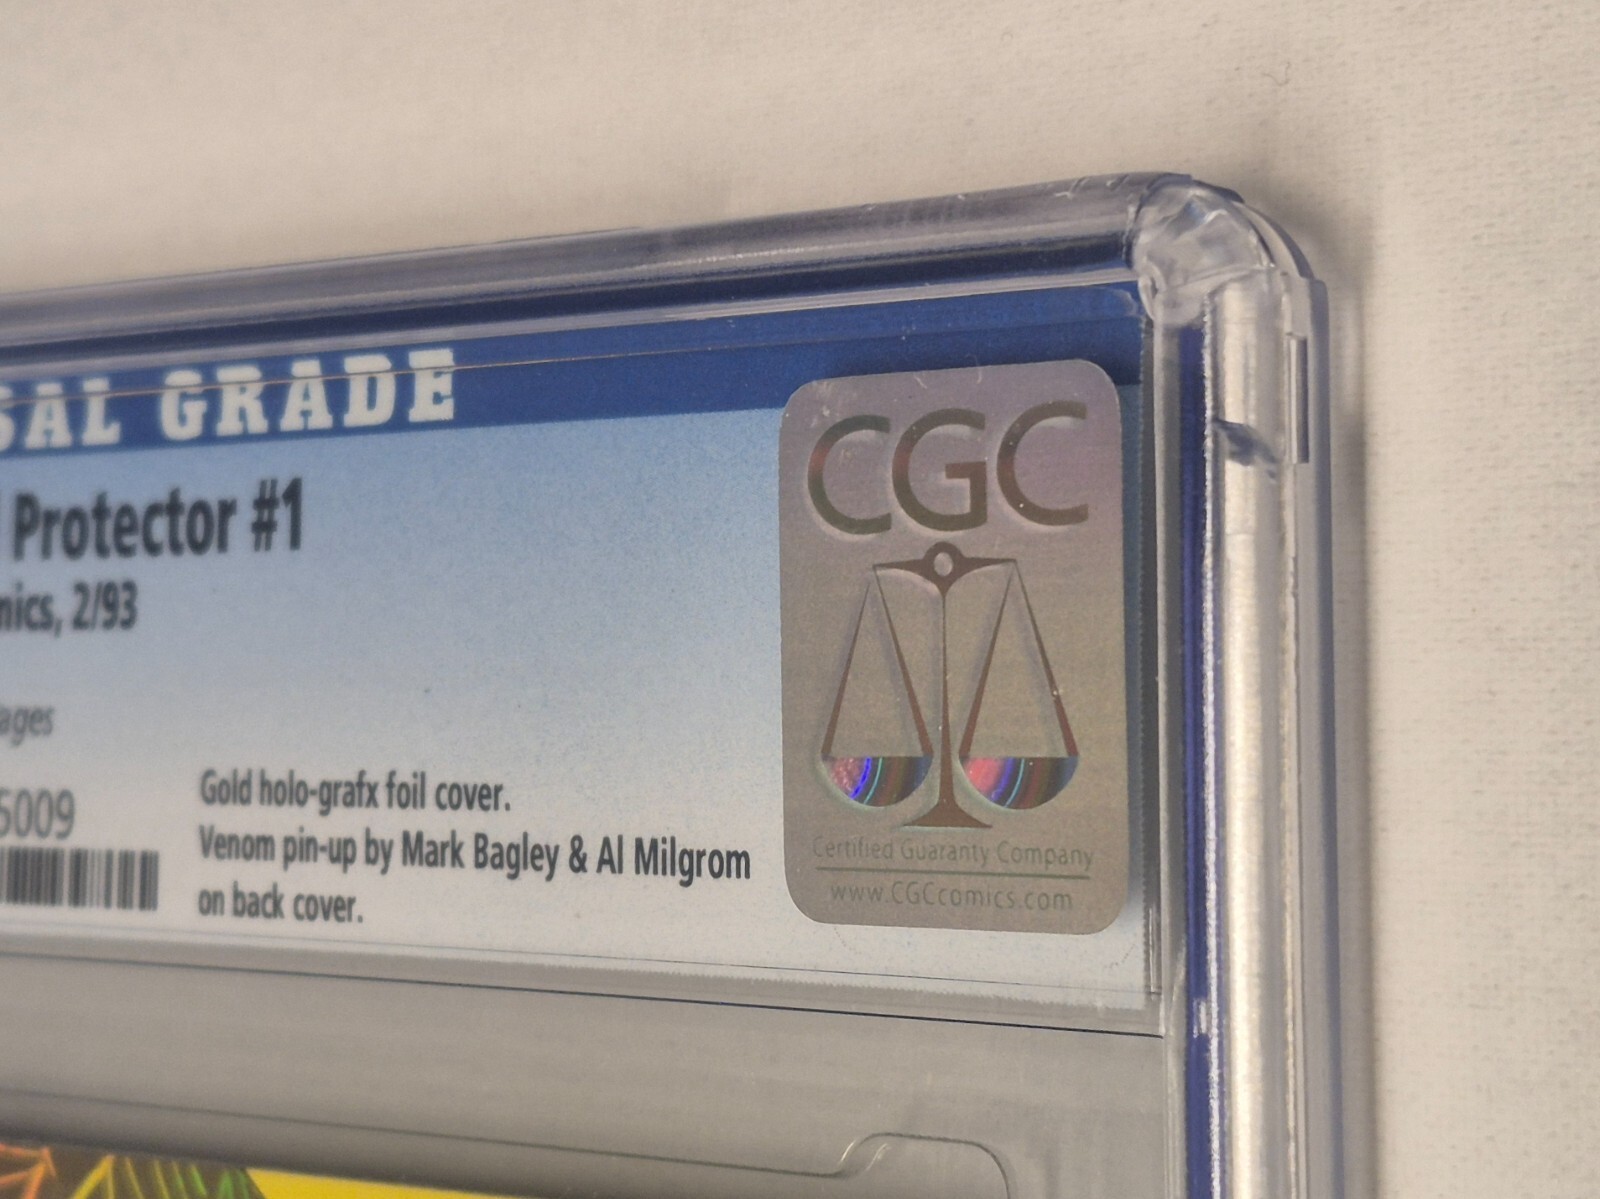 SAL GRADE
Protector #1
mics, 2/93
ages
5009
Gold holo-grafx foil cover.
Venom pin-up by Mark Bagley & Al Milgrom
on back cover.
CGC
Certified Guaranty Company
www.CGCcomics.com